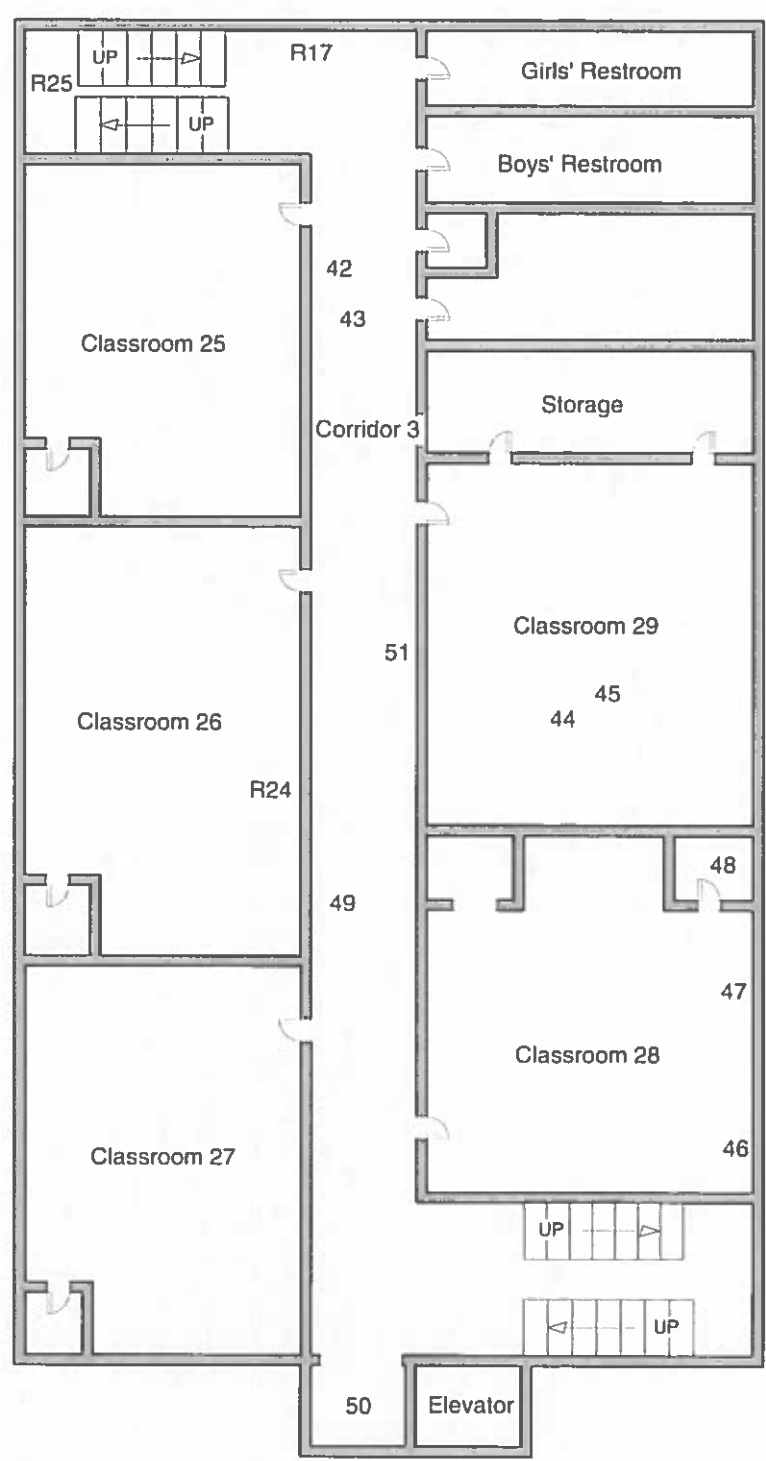 UP
R17
R25
Girls' Restroom
UP
Boys' Restroom
42
43
Classroom 25
Storage
Corridor 3
Classroom 29
51
45
44
Classroom 26
R24
48
49
47
Classroom 28
46
Classroom 27
UP
UP
50
Elevator